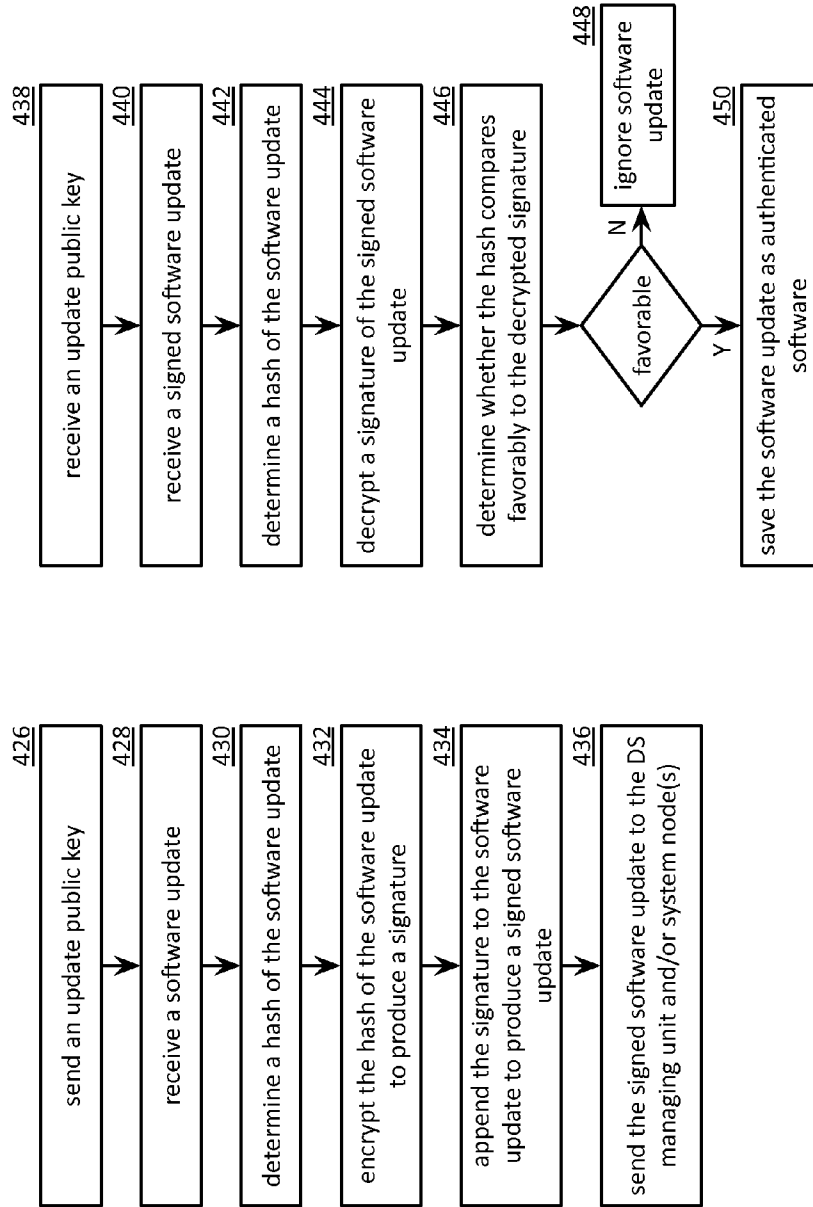 426
send an update public key
428
receive a software update
430
determine a hash of the software update
432
encrypt the hash of the software update
to produce a signature
434
append the signature to the software
update to produce a signed software
update
436
send the signed software update to the DS
managing unit and/or system node(s)
438
receive an update public key
440
receive a signed software update
442
determine a hash of the software update
444
decrypt a signature of the signed software
update
446
determine whether the hash compares
favorably to the decrypted signature
favorable
N
448
ignore software
update
Y
450
save the software update as authenticated
software